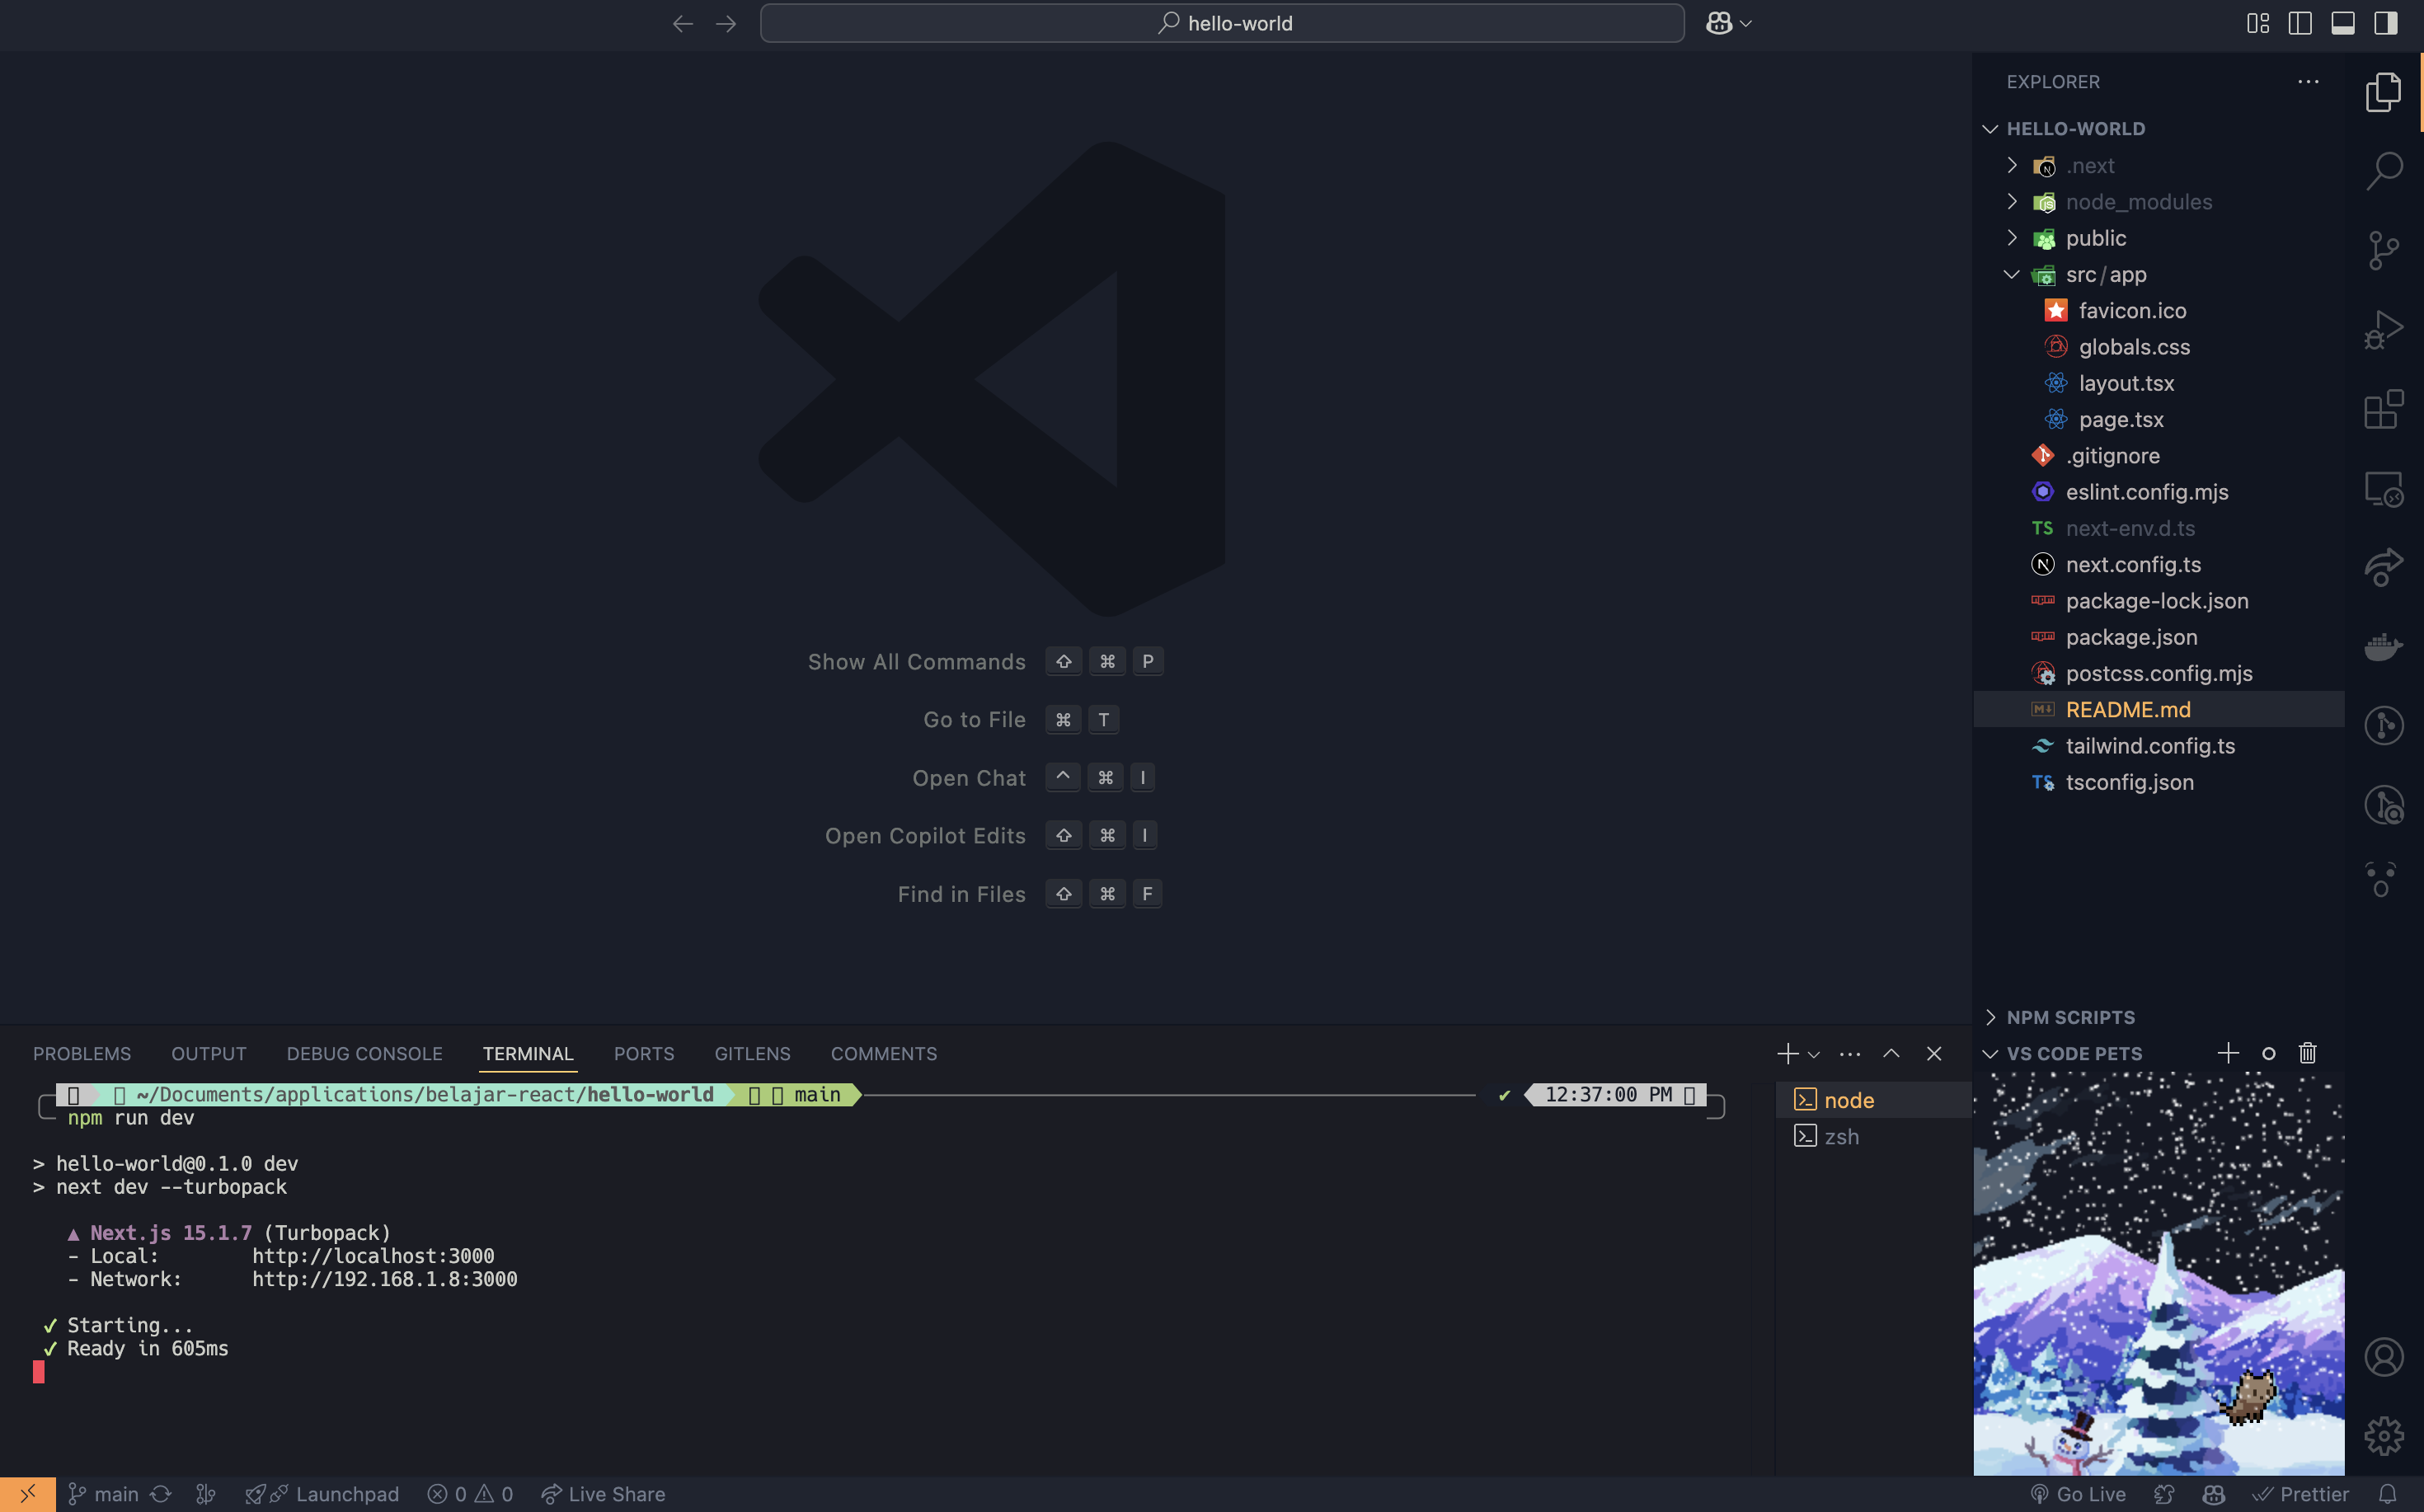 hello-world
EXPLORER
HELLO-WORLD
.next
node_modules
public
src/app
favicon.ico
globals.css
layout.tsx
page.tsx
.gitignore
eslint.config.mjs
TS next-env.d.ts
next.config.ts
package-lock.json
package.json
postcss.config.mjs
README.md
tailwind.config.ts
TS tsconfig.json
Show All Commands ⇧ ⌘ P
Go to File ⌘ T
Open Chat ^ ⌘ I
Open Copilot Edits ⇧ ⌘ I
Find in Files ⇧ ⌘ F
NPM SCRIPTS
VS CODE PETS
PROBLEMS OUTPUT DEBUG CONSOLE TERMINAL PORTS GITLENS COMMENTS
~/Documents/applications/belajar-react/hello-world main ✔ 12:37:00 PM
npm run dev
> hello-world@0.1.0 dev
> next dev --turbopack
▲ Next.js 15.1.7 (Turbopack)
- Local: http://localhost:3000
- Network: http://192.168.1.8:3000
✓ Starting...
✓ Ready in 605ms
node
zsh
main Launchpad 0 0 Live Share Go Live Prettier